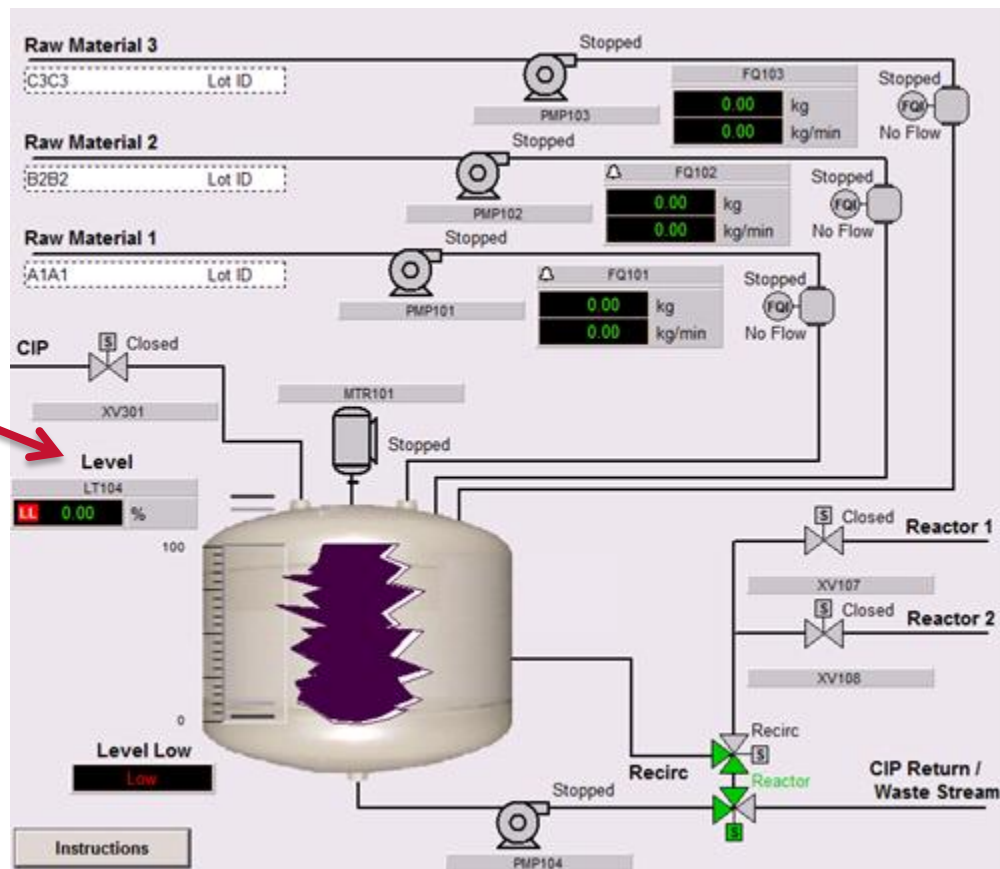 Raw Material 3
Stopped
C3C3 Lot ID
PMP103
FQ103
0.00 kg
0.00 kg/min
Stopped
FQI
No Flow
Raw Material 2
Stopped
B2B2 Lot ID
PMP102
FQ102
0.00 kg
0.00 kg/min
Stopped
FQI
No Flow
Raw Material 1
Stopped
A1A1 Lot ID
PMP101
FQ101
0.00 kg
0.00 kg/min
Stopped
FQI
No Flow
CIP
S Closed
XV301
MTR101
Stopped
Level
LT104
LL 0.00 %
100
0
Level Low
Low
S Closed
Reactor 1
XV107
S Closed
Reactor 2
XV108
Recirc
S
Recirc
Reactor
S
CIP Return /
Waste Stream
Stopped
PMP104
Instructions